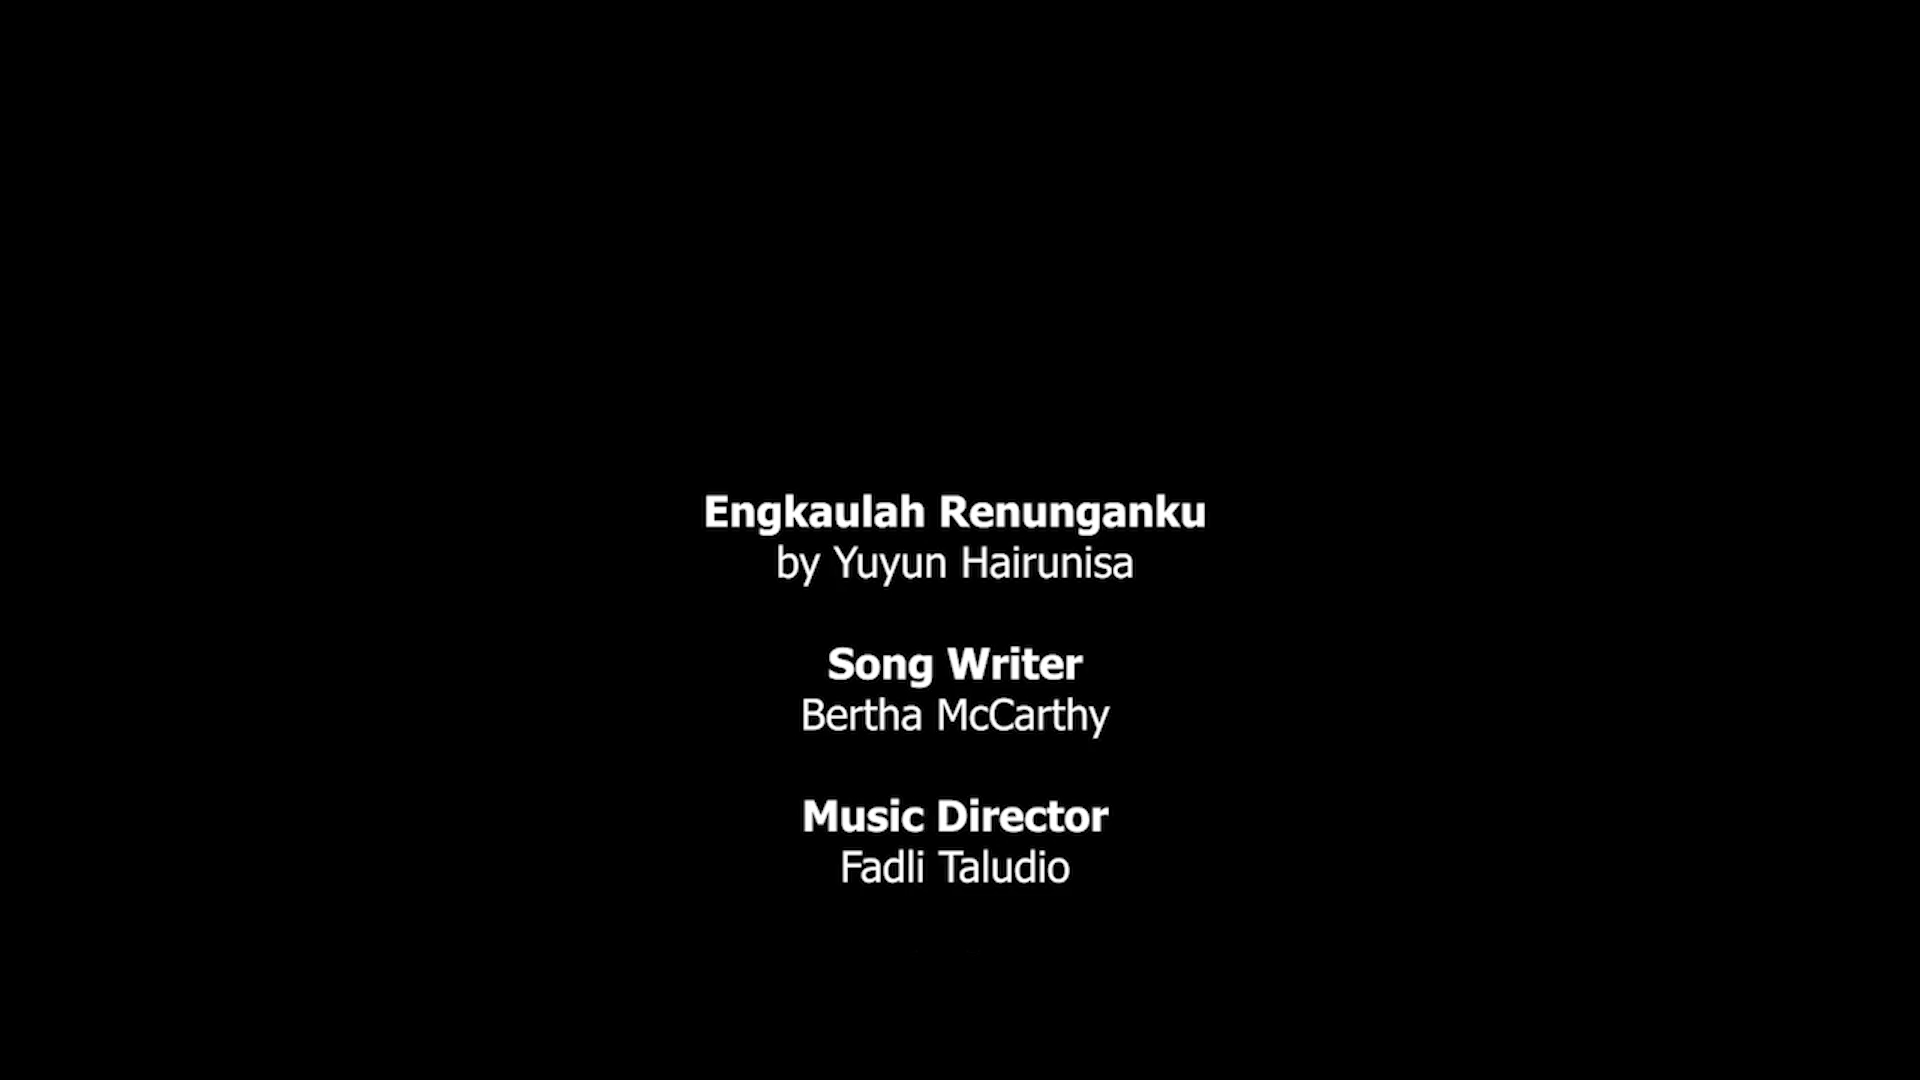 Engkaulah Renunganku
by Yuyun Hairunisa
Song Writer
Bertha McCarthy
Music Director
Fadli Taludio